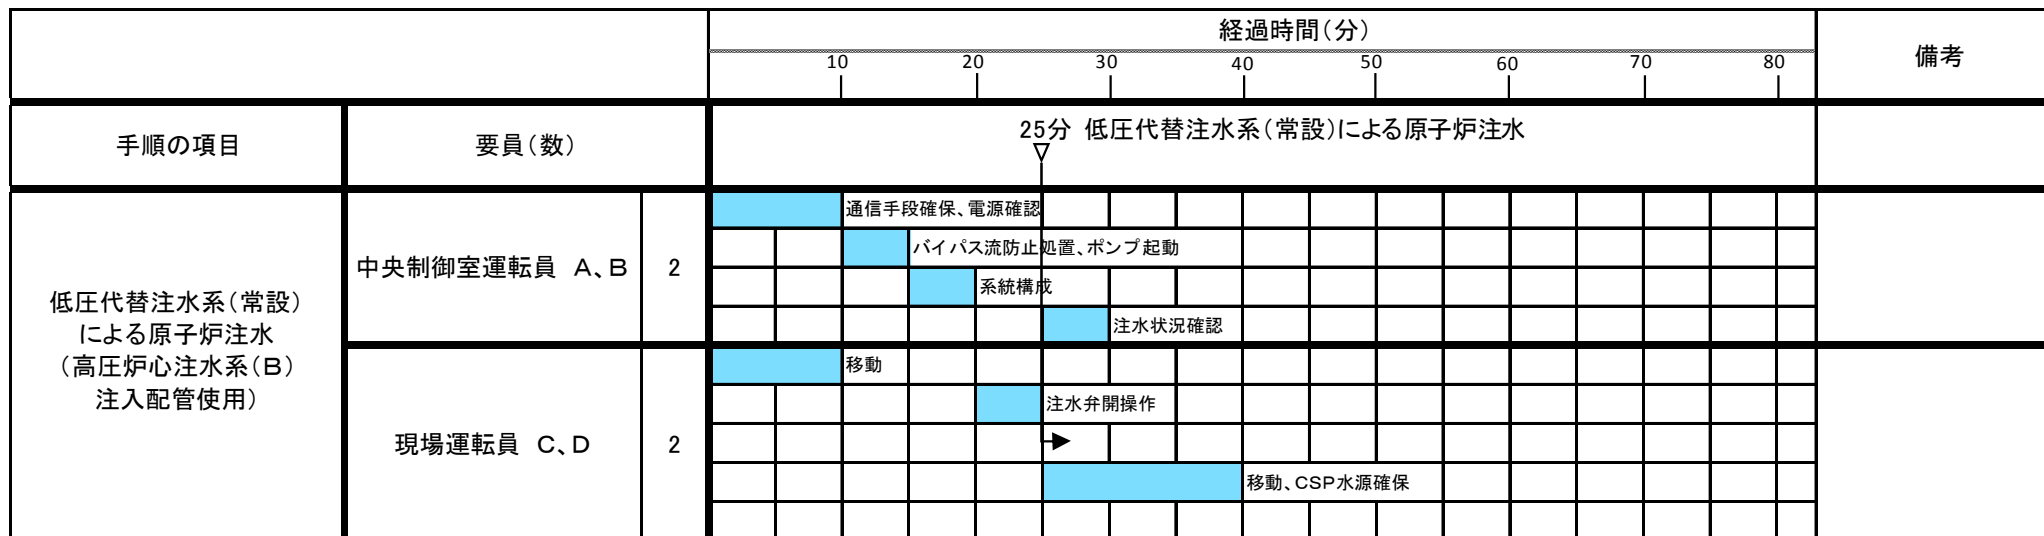 経過時間(分)
備考
10 20 30 40 50 60 70 80
手順の項目
要員(数)
25分 低圧代替注水系(常設)による原子炉注水
低圧代替注水系(常設)
による原子炉注水
(高圧炉心注水系(B)
注入配管使用)
中央制御室運転員 A、B
2
通信手段確保、電源確認
バイパス流防止処置、ポンプ起動
系統構成
注水状況確認
現場運転員 C、D
2
移動
注水弁開操作
移動、CSP水源確保